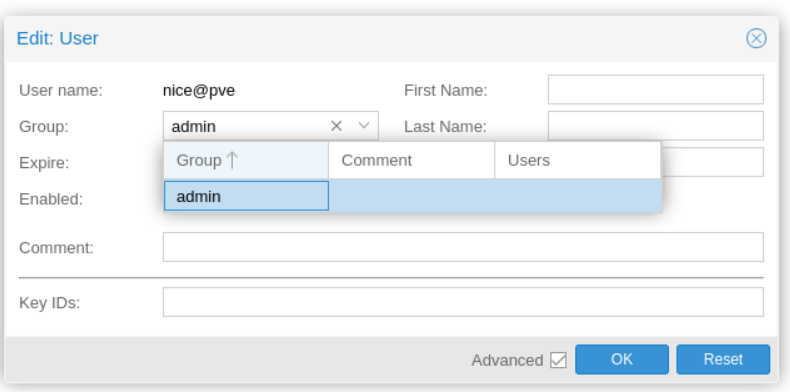 Edit: User
User name: nice@pve First Name:
Group: admin Last Name:
Expire: Group Comment Users
Enabled: admin
Comment:
Key IDs:
Advanced OK Reset